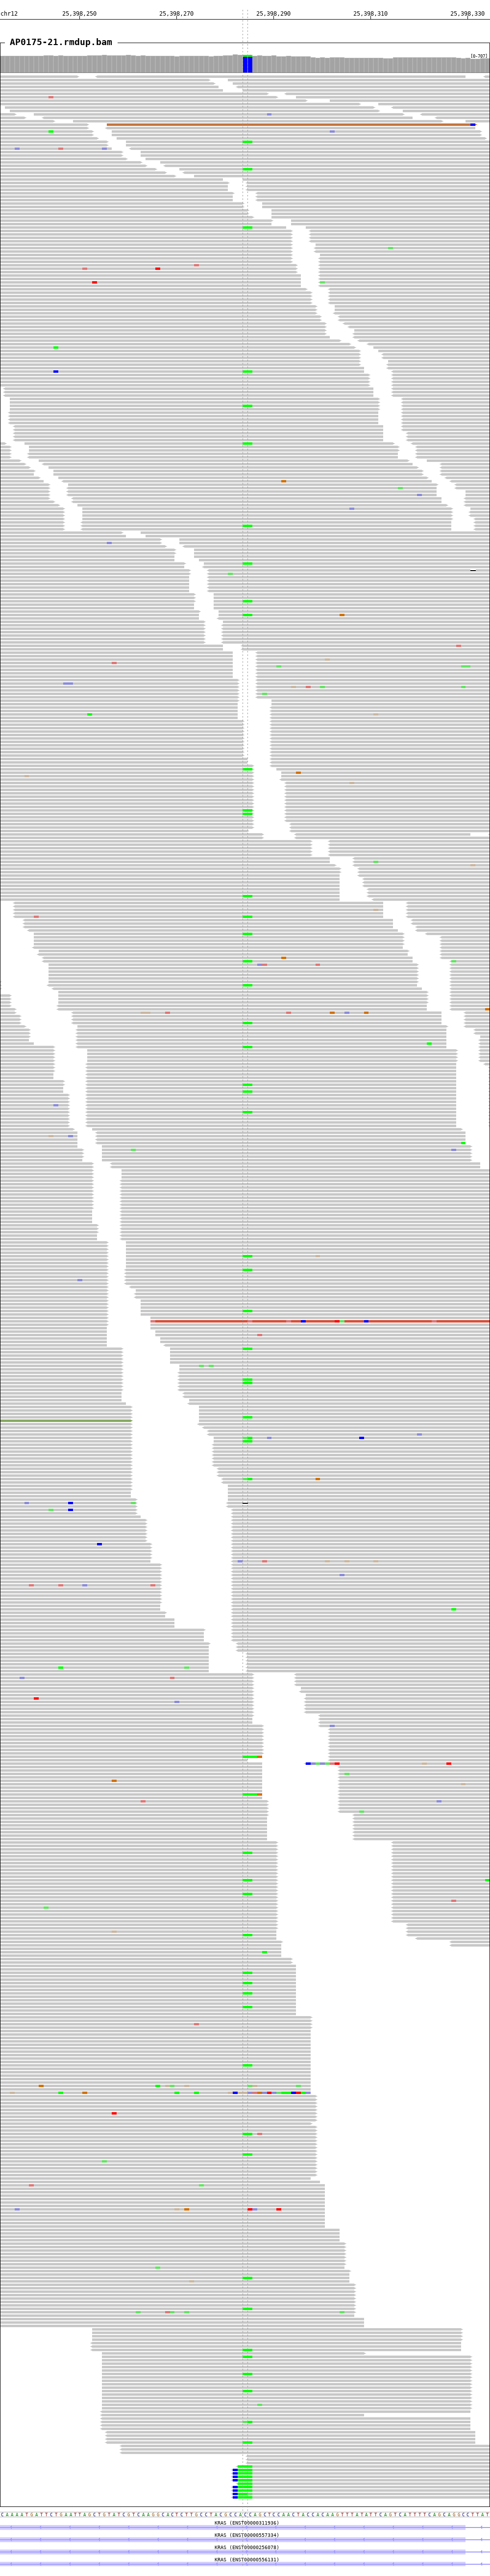 chr12 25,398,250 25,398,270 25,398,290 25,398,310 25,398,330
AP0175-21.rmdup.bam
[0-707]
KRAS (ENST00000311936)
KRAS (ENST00000557334)
KRAS (ENST00000256078)
KRAS (ENST00000556131)